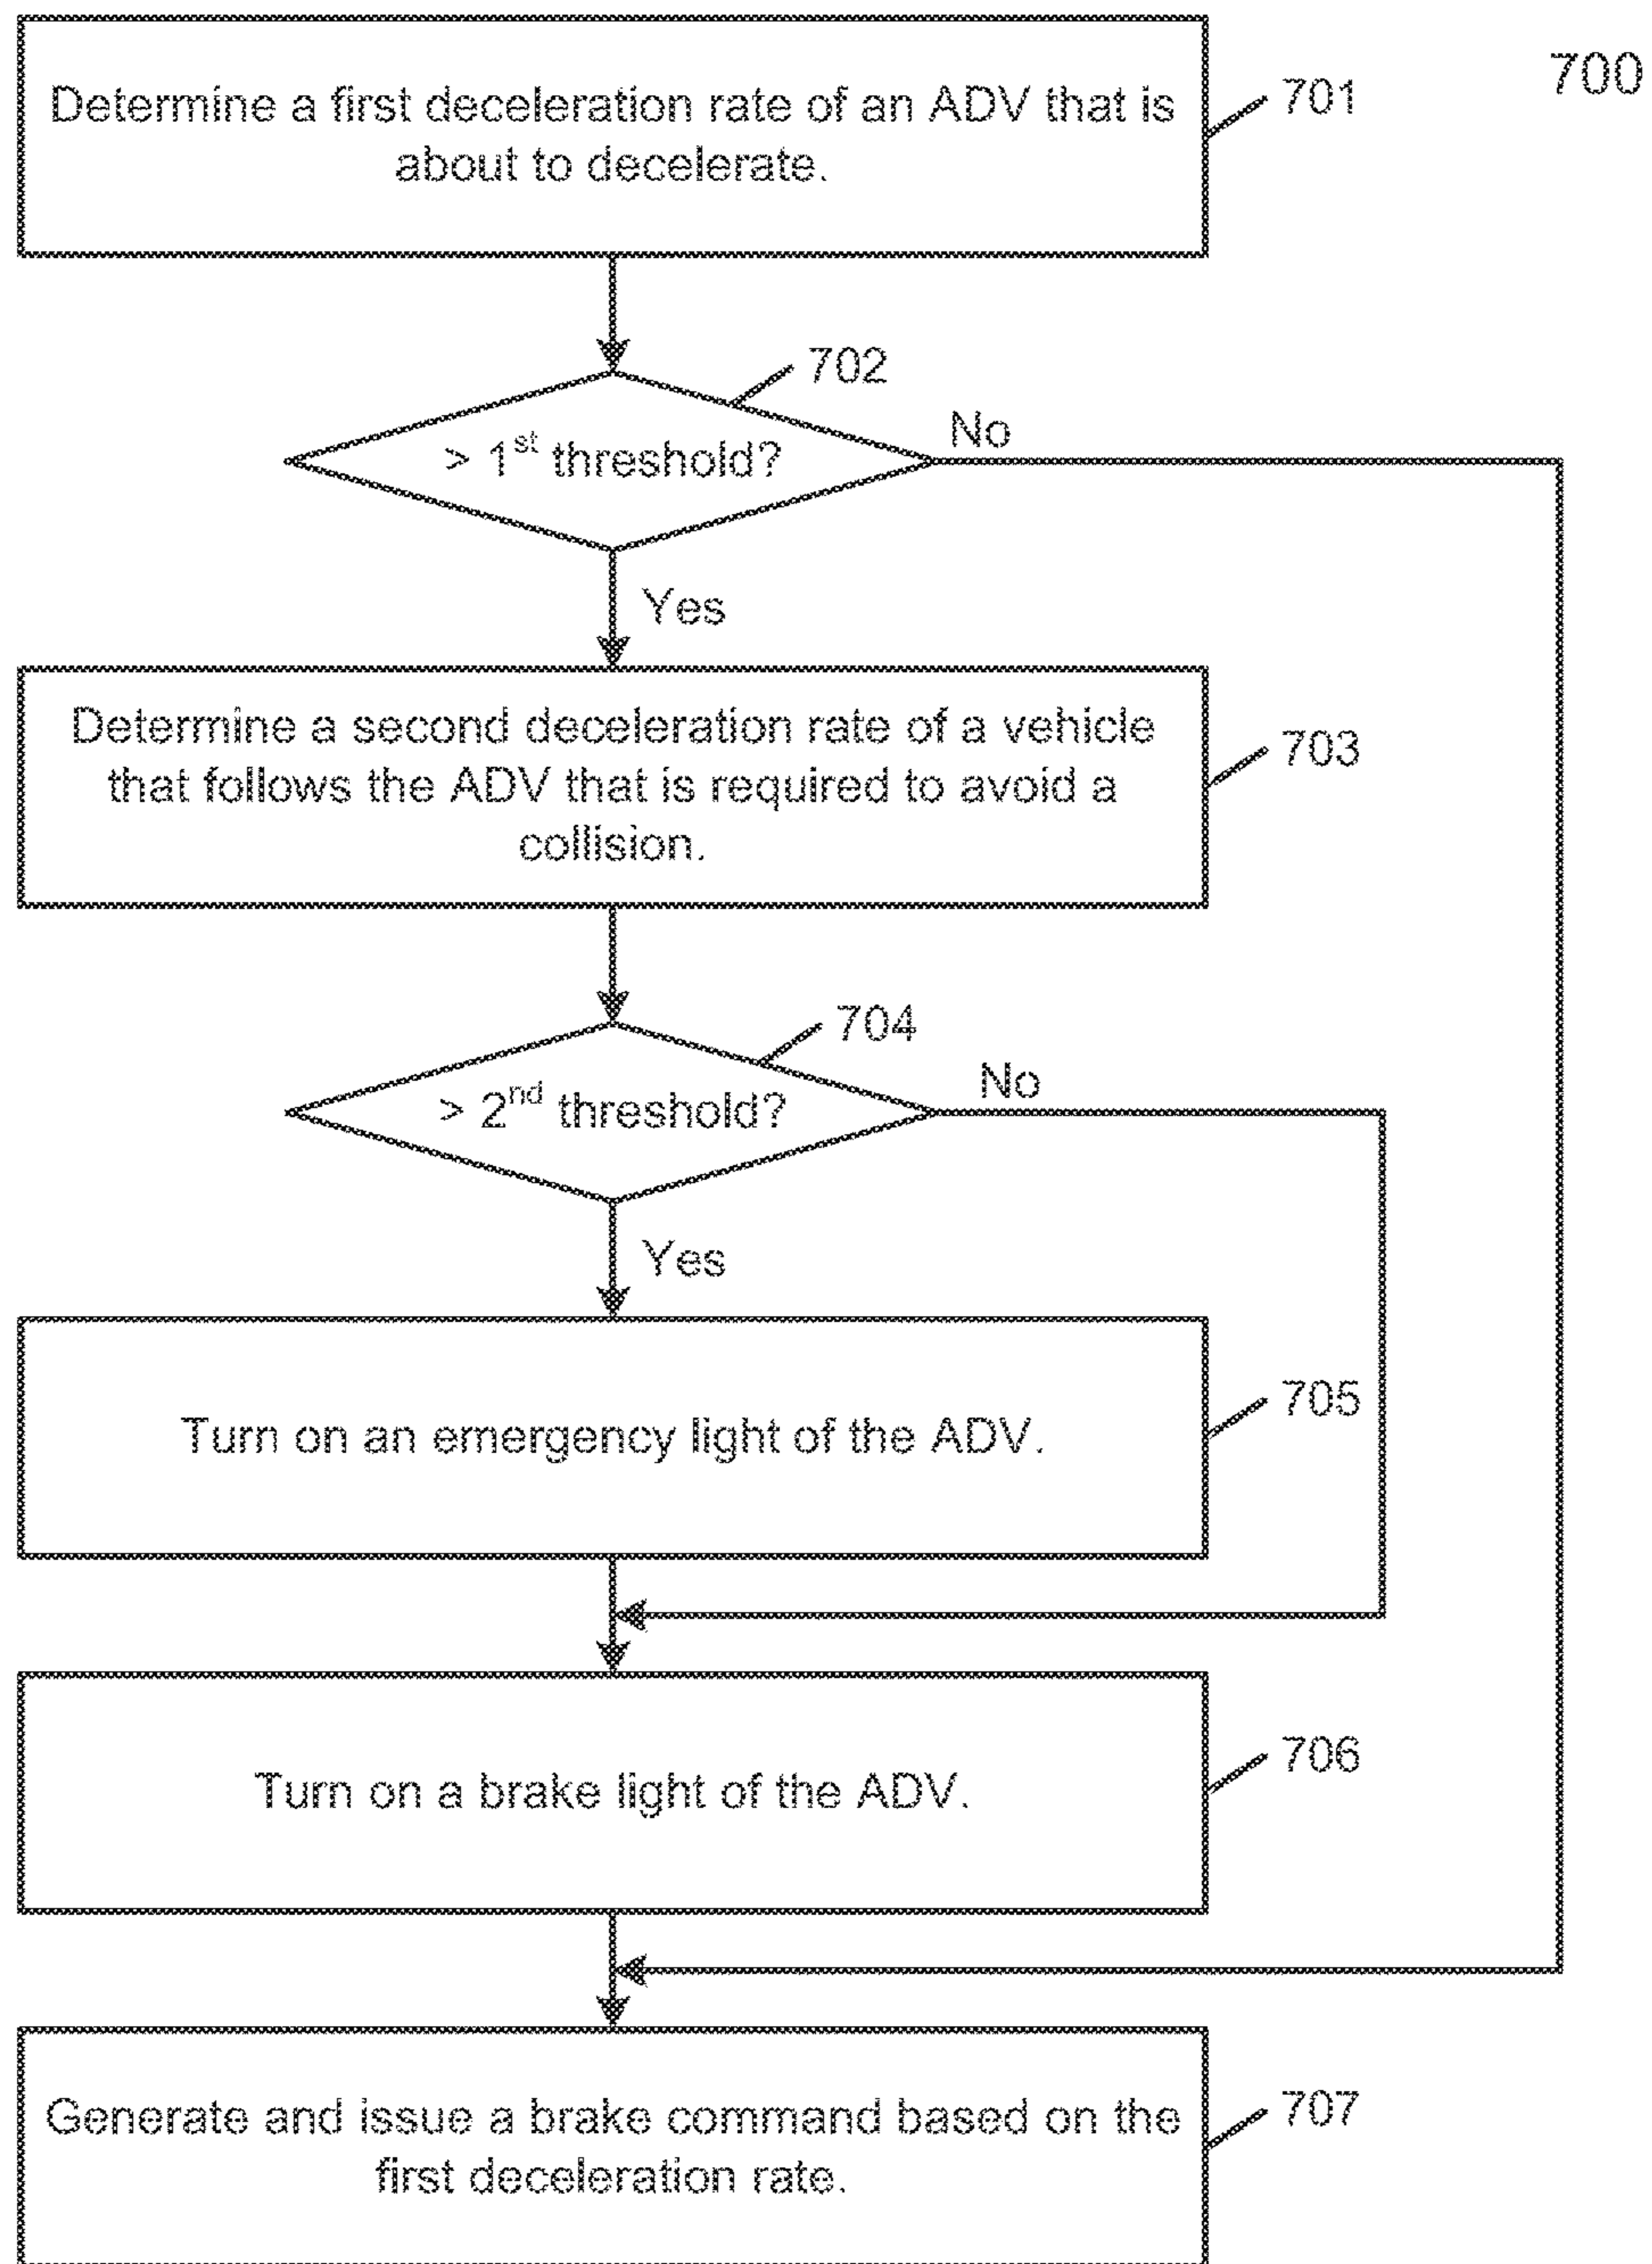 700
Determine a first deceleration rate of an ADV that is
about to decelerate.
701
702
> 1st threshold?
No
Yes
Determine a second deceleration rate of a vehicle
that follows the ADV that is required to avoid a
collision.
703
704
> 2nd threshold?
No
Yes
Turn on an emergency light of the ADV.
705
Turn on a brake light of the ADV.
706
Generate and issue a brake command based on the
first deceleration rate.
707